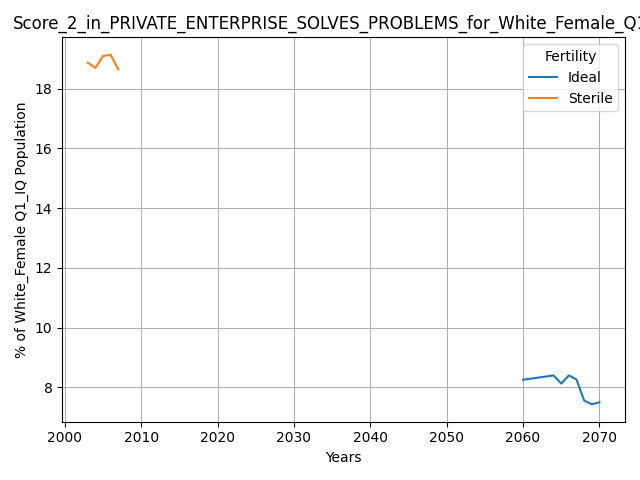 Score_2_in_PRIVATE_ENTERPRISE_SOLVES_PROBLEMS_for_White_Female_Q1
Fertility
Ideal
Sterile
% of White_Female Q1_IQ Population
18
16
14
12
10
8
2000 2010 2020 2030 2040 2050 2060 2070
Years